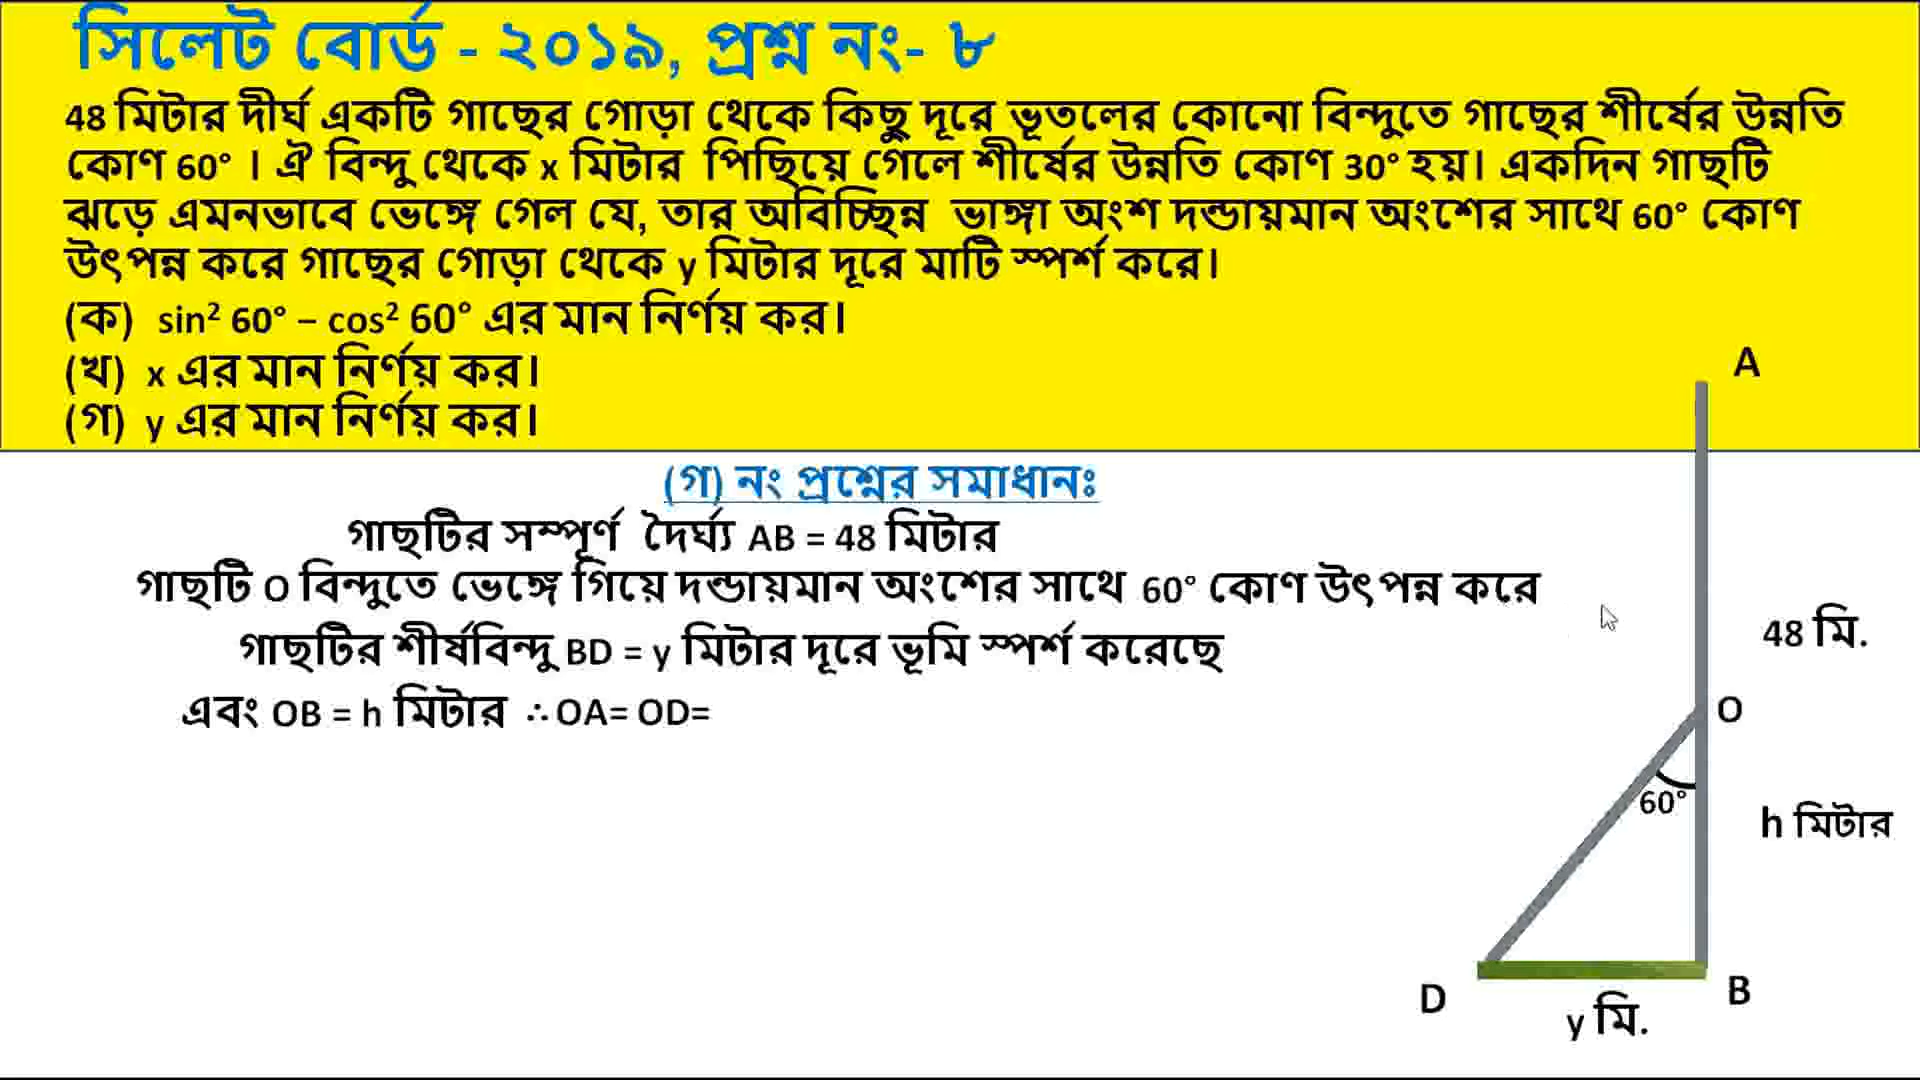 সিলেট বোর্ড - ২০১৯, প্রশ্ন নং- ৮
48 মিটার দীর্ঘ একটি গাছের গোড়া থেকে কিছু দূরে ভূতলের কোনো বিন্দুতে গাছের শীর্ষের উন্নতি
কোণ 60° । ঐ বিন্দু থেকে x মিটার পিছিয়ে গেলে শীর্ষের উন্নতি কোণ 30° হয়। একদিন গাছটি
ঝড়ে এমনভাবে ভেঙ্গে গেল যে, তার অবিচ্ছিন্ন ভাঙ্গা অংশ দন্ডায়মান অংশের সাথে 60° কোণ
উৎপন্ন করে গাছের গোড়া থেকে y মিটার দূরে মাটি স্পর্শ করে।
(ক) sin² 60° – cos² 60° এর মান নির্ণয় কর।
(খ) x এর মান নির্ণয় কর।
(গ) y এর মান নির্ণয় কর।
(গ) নং প্রশ্নের সমাধানঃ
গাছটির সম্পূর্ণ দৈর্ঘ্য AB = 48 মিটার
গাছটি O বিন্দুতে ভেঙ্গে গিয়ে দন্ডায়মান অংশের সাথে 60° কোণ উৎপন্ন করে
গাছটির শীর্ষবিন্দু BD = y মিটার দূরে ভূমি স্পর্শ করেছে
এবং OB = h মিটার ∴ OA= OD=
A
48 মি.
O
60°
h মিটার
D
B
y মি.